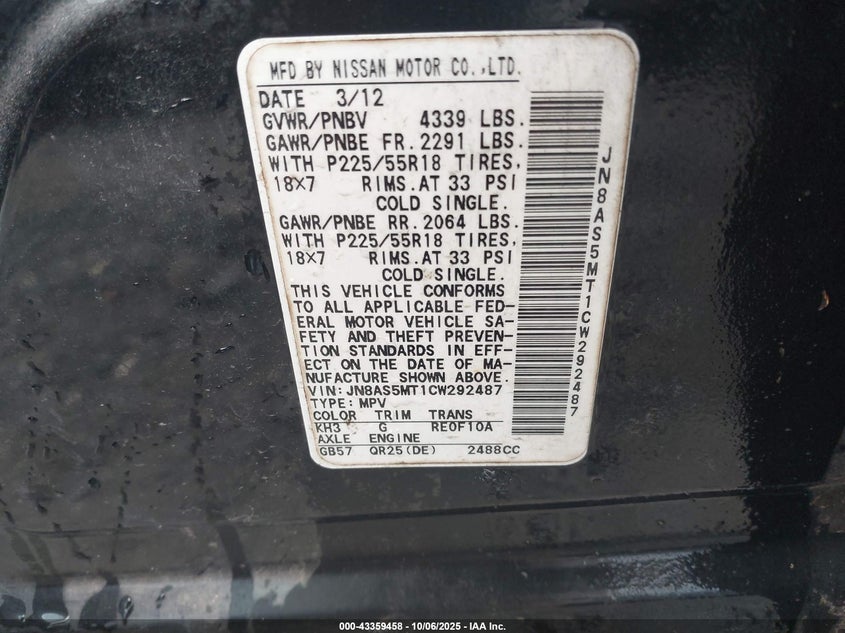 MFD BY NISSAN MOTOR CO.,LTD.
DATE 3/12
GVWR/PNBV 4339 LBS.
GAWR/PNBE FR.2291 LBS.
WITH P225/55R18 TIRES,
18×7 RIMS.AT 33 PSI
COLD SINGLE.
GAWR/PNBE RR.2064 LBS.
WITH P225/55R18 TIRES,
18×7 RIMS.AT 33 PSI
COLD SINGLE.
THIS VEHICLE CONFORMS
TO ALL APPLICABLE FED-
ERAL MOTOR VEHICLE SA-
FETY AND THEFT PREVEN-
TION STANDARDS IN EFF-
ECT ON THE DATE OF MA-
NUFACTURE SHOWN ABOVE.
VIN:JN8AS5MT1CW292487
TYPE:MPV
COLOR TRIM TRANS
KH3 G RE0F10A
AXLE ENGINE
GB57 QR25(DE) 2488CC
JN8AS5MT1CW292487
000-43359458 - 10/06/2025 - IAA Inc.